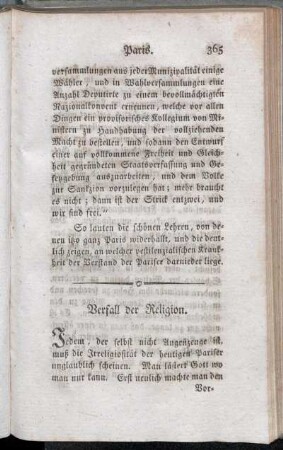 Paris. 365
versammlungen aus jeder Munizipalität einige
Wähler, und in Wahlversammlungen eine
Anzahl Deputirte zu einem bevollmächtigten
Nazionalkonvent ernennen, welche vor allen
Dingen ein provisorisches Kollegium von Mi-
nistern zu Handhabung der vollziehenden
Macht zu bestellen, und sodann den Entwurf
einer auf vollkommene Freiheit und Gleich-
heit gegründeten Staatsverfassung und Ge-
setzgebung auszuarbeiten, und dem Volke
zur Sankzion vorzulegen hat; mehr braucht
es nicht; dann ist der Strick entzwei, und
wir sind frei.“
So lauten die schönen Lehren, von
denen itzo ganz Paris widerhallt, und die deut-
lich zeigen, an welcher pestilenzialischen Krank-
heit der Verstand der Pariser darnieder liege.
Verfall der Religion.
Jedem, der selbst nicht Augenzeuge ist,
muß die Irreligiosität der heutigen Pariser
unglaublich scheinen. Man lästert Gott wo
man nur kann. Erst neulich machte man den
Vor-